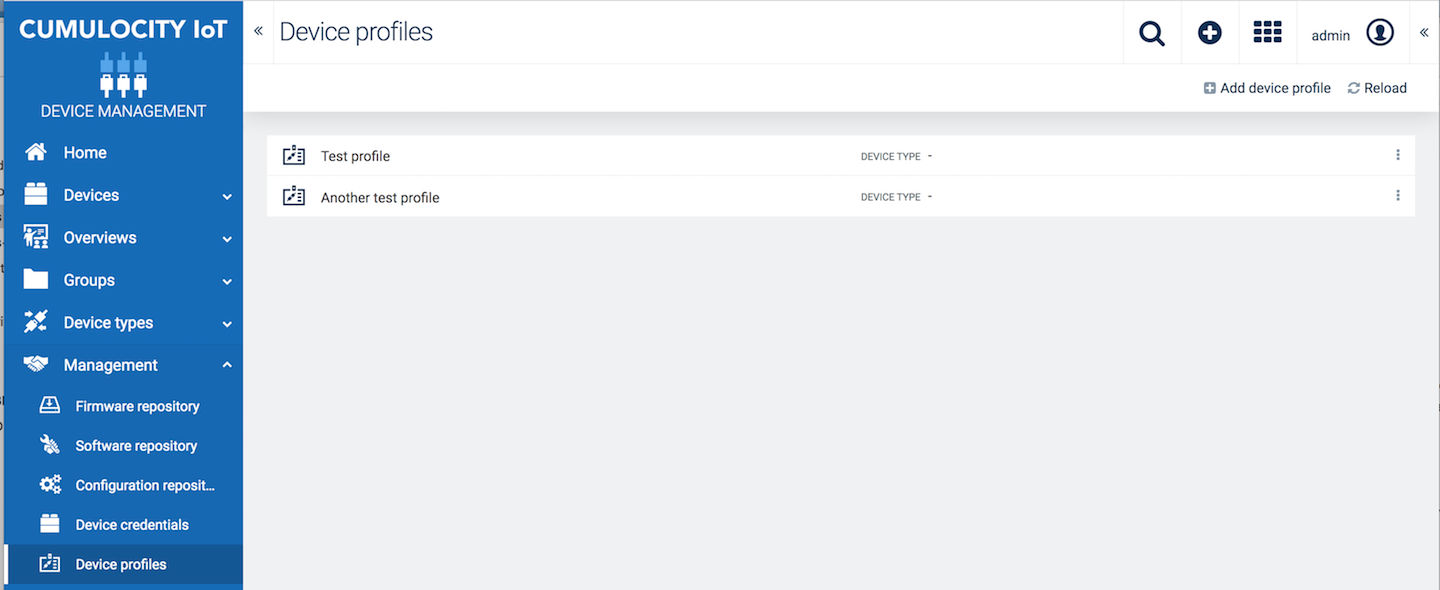 CUMULOCITY IoT
DEVICE MANAGEMENT
Home
Devices
Overviews
Groups
Device types
Management
Firmware repository
Software repository
Configuration reposit...
Device credentials
Device profiles
« Device profiles
admin «
Add device profile Reload
Test profile DEVICE TYPE -
Another test profile DEVICE TYPE -